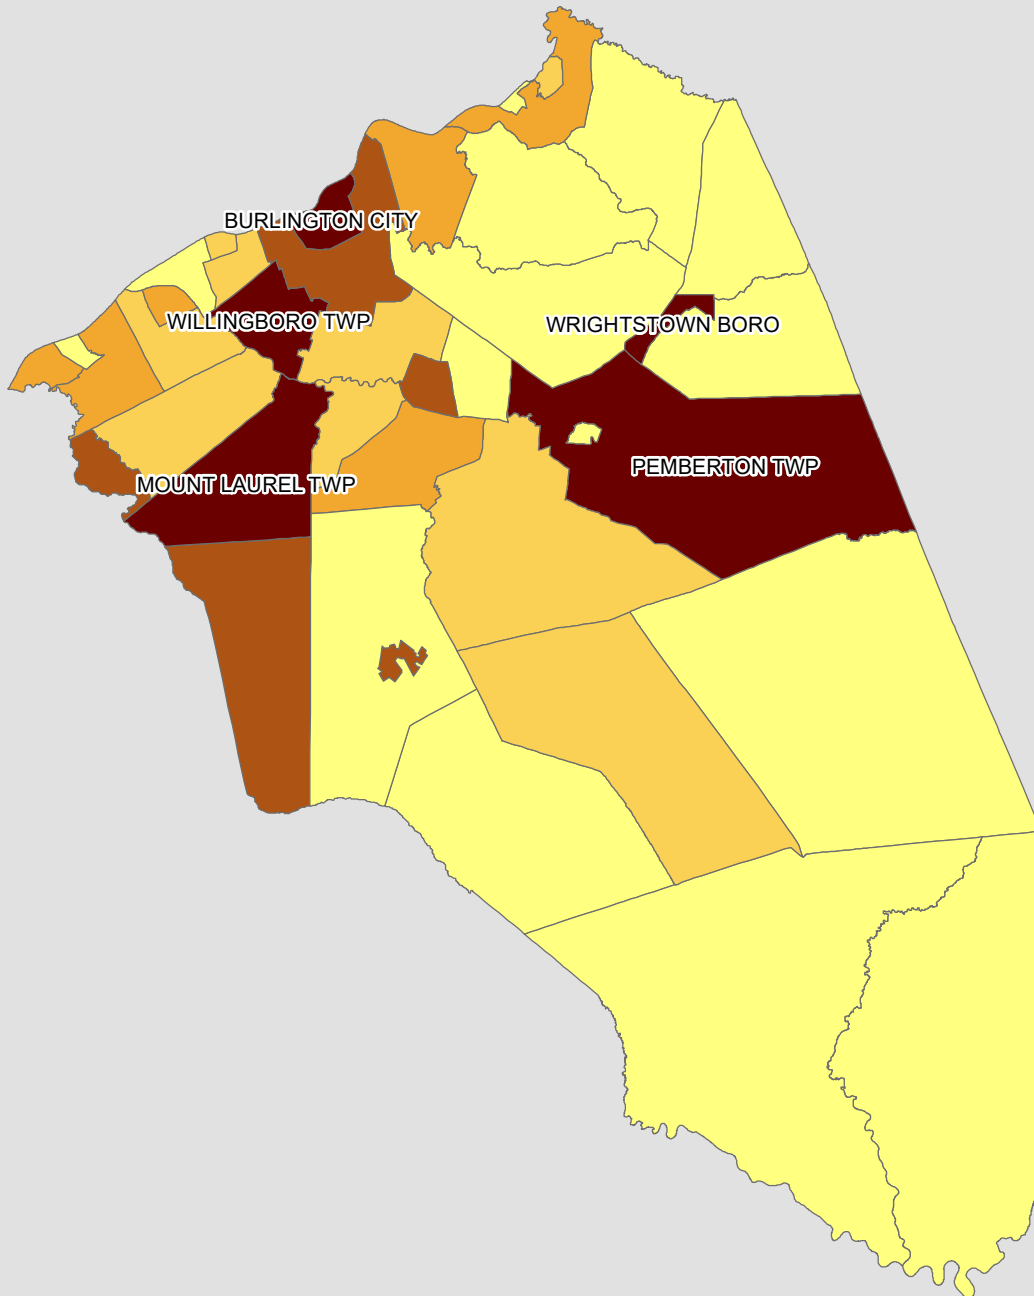 BURLINGTON CITY
WILLINGBORO TWP
WRIGHTSTOWN BORO
PEMBERTON TWP
MOUNT LAUREL TWP